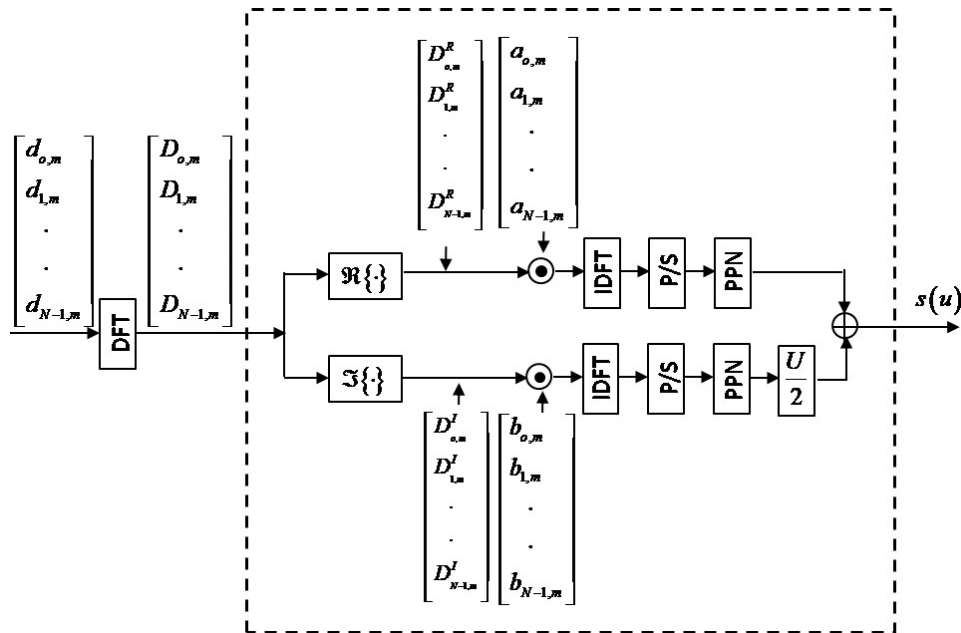 d_{o,m}
d_{1,m}
.
.
d_{N-1,m}
DFT
D_{o,m}
D_{1,m}
.
.
D_{N-1,m}
D^R_{o,m}
D^R_{1,m}
.
.
D^R_{N-1,m}
a_{o,m}
a_{1,m}
.
.
a_{N-1,m}
ℜ{·}
IDFT
P/S
PPN
s(u)
ℑ{·}
IDFT
P/S
PPN
U
2
D^I_{o,m}
D^I_{1,m}
.
.
D^I_{N-1,m}
b_{o,m}
b_{1,m}
.
.
b_{N-1,m}